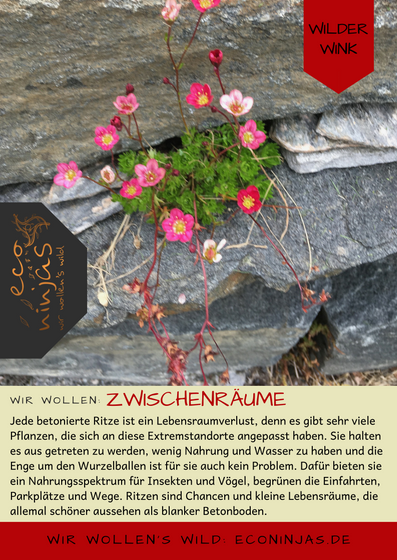 WILDER
WINK
eco
ninjas
wir wollen's wild
WIR WOLLEN: ZWISCHENRÄUME
Jede betonierte Ritze ist ein Lebensraumverlust, denn es gibt sehr viele
Pflanzen, die sich an diese Extremstandorte angepasst haben. Sie halten
es aus getreten zu werden, wenig Nahrung und Wasser zu haben und die
Enge um den Wurzelballen ist für sie auch kein Problem. Dafür bieten sie
ein Nahrungsspektrum für Insekten und Vögel, begrünen die Einfahrten,
Parkplätze und Wege. Ritzen sind Chancen und kleine Lebensräume, die
allemal schöner aussehen als blanker Betonboden.
WIR WOLLEN'S WILD: ECONINJAS.DE